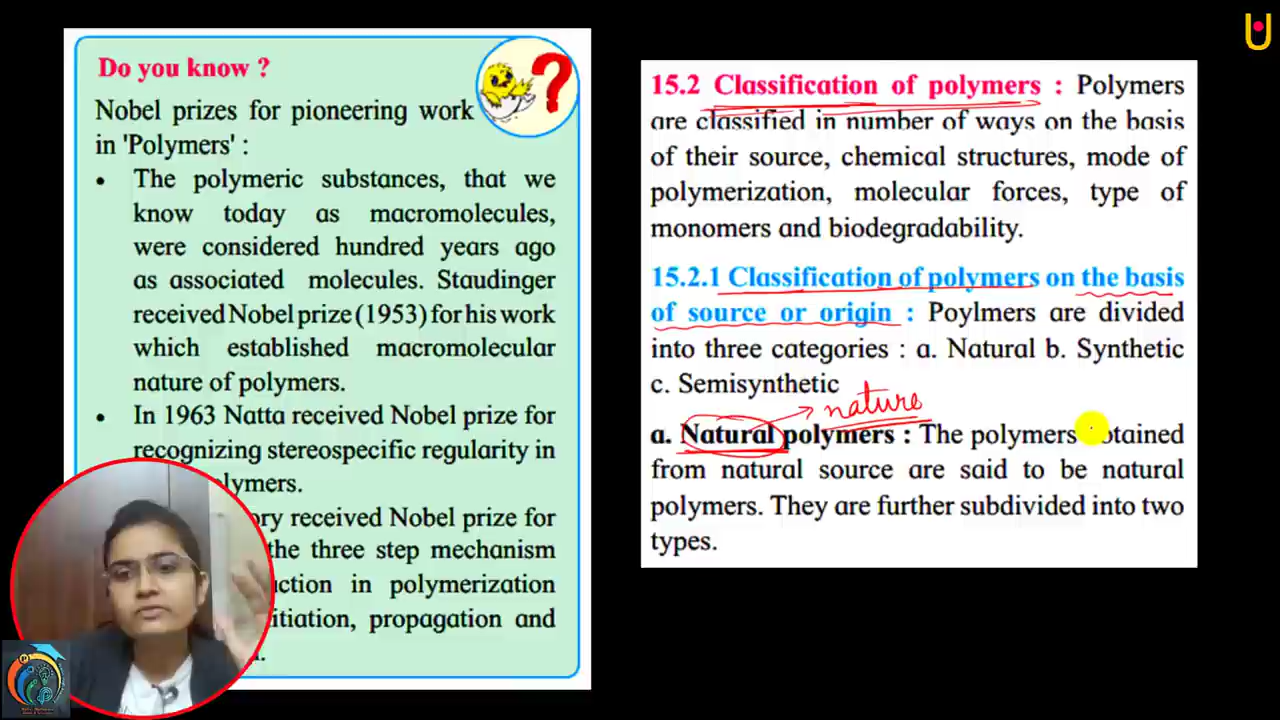 Do you know ?
Nobel prizes for pioneering work
in 'Polymers' :
• The polymeric substances, that we
know today as macromolecules,
were considered hundred years ago
as associated molecules. Staudinger
received Nobel prize (1953) for his work
which established macromolecular
nature of polymers.
• In 1963 Natta received Nobel prize for
recognizing stereospecific regularity in
ory received Nobel prize for
the three step mechanism
in polymerization
propagation and
15.2 Classification of polymers : Polymers
are classified in number of ways on the basis
of their source, chemical structures, mode of
polymerization, molecular forces, type of
monomers and biodegradability.
15.2.1 Classification of polymers on the basis
of source or origin : Poylmers are divided
into three categories : a. Natural b. Synthetic
c. Semisynthetic
nature
a. Natural polymers : The polymers obtained
from natural source are said to be natural
polymers. They are further subdivided into two
types.